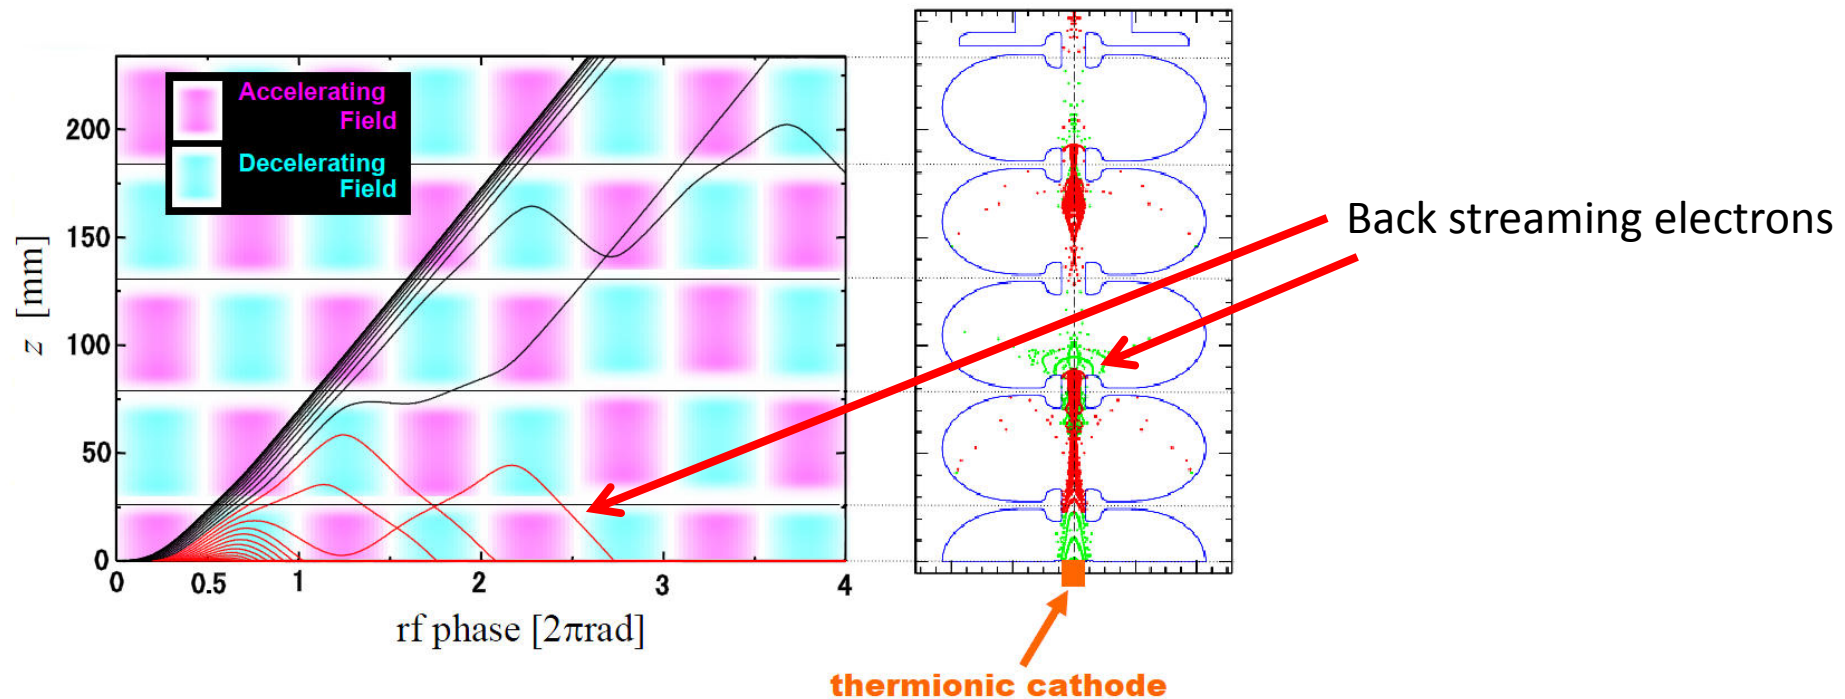 Accelerating
Field
Decelerating
Field
200
150
100
50
0
z [mm]
0
0.5
1
2
3
4
rf phase [2πrad]
Back streaming electrons
thermionic cathode